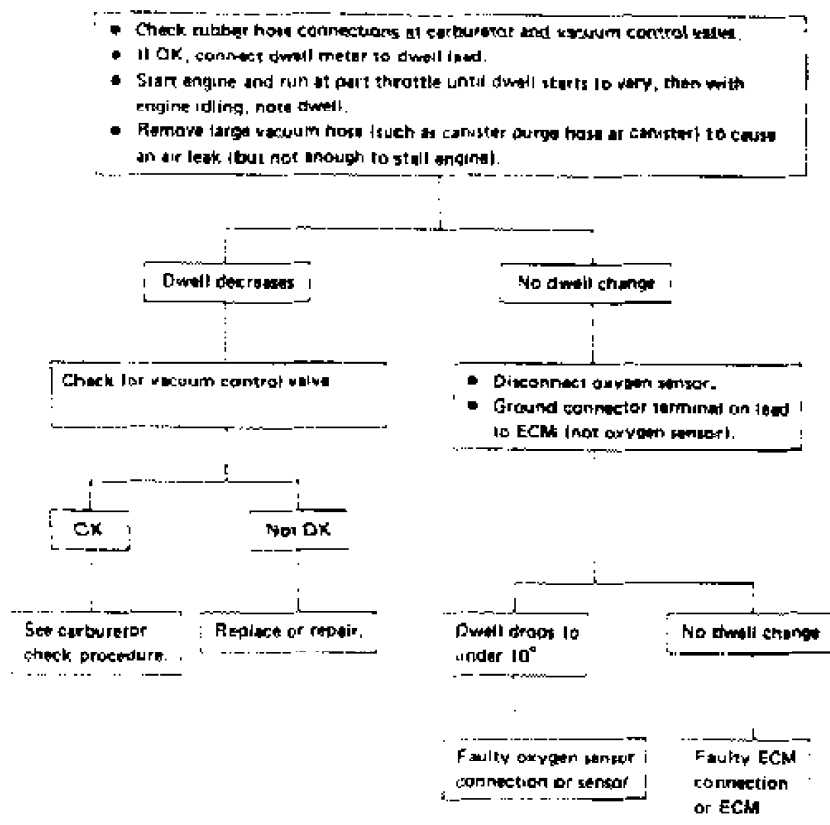 • Check rubber hose connections at carburetor and vacuum control valve.
• If OK, connect dwell meter to dwell lead.
• Start engine and run at part throttle until dwell starts to vary, then with
engine idling, note dwell.
• Remove large vacuum hose (such as canister purge hose at canister) to cause
an air leak (but not enough to stall engine).
Dwell decreases
No dwell change
Check for vacuum control valve
• Disconnect oxygen sensor.
• Ground connector terminal on lead
to ECM (not oxygen sensor).
OK
Not OK
See carburetor
check procedure.
Replace or repair.
Dwell drops to
under 10°
No dwell change
Faulty oxygen sensor
connection or sensor
Faulty ECM
connection
or ECM